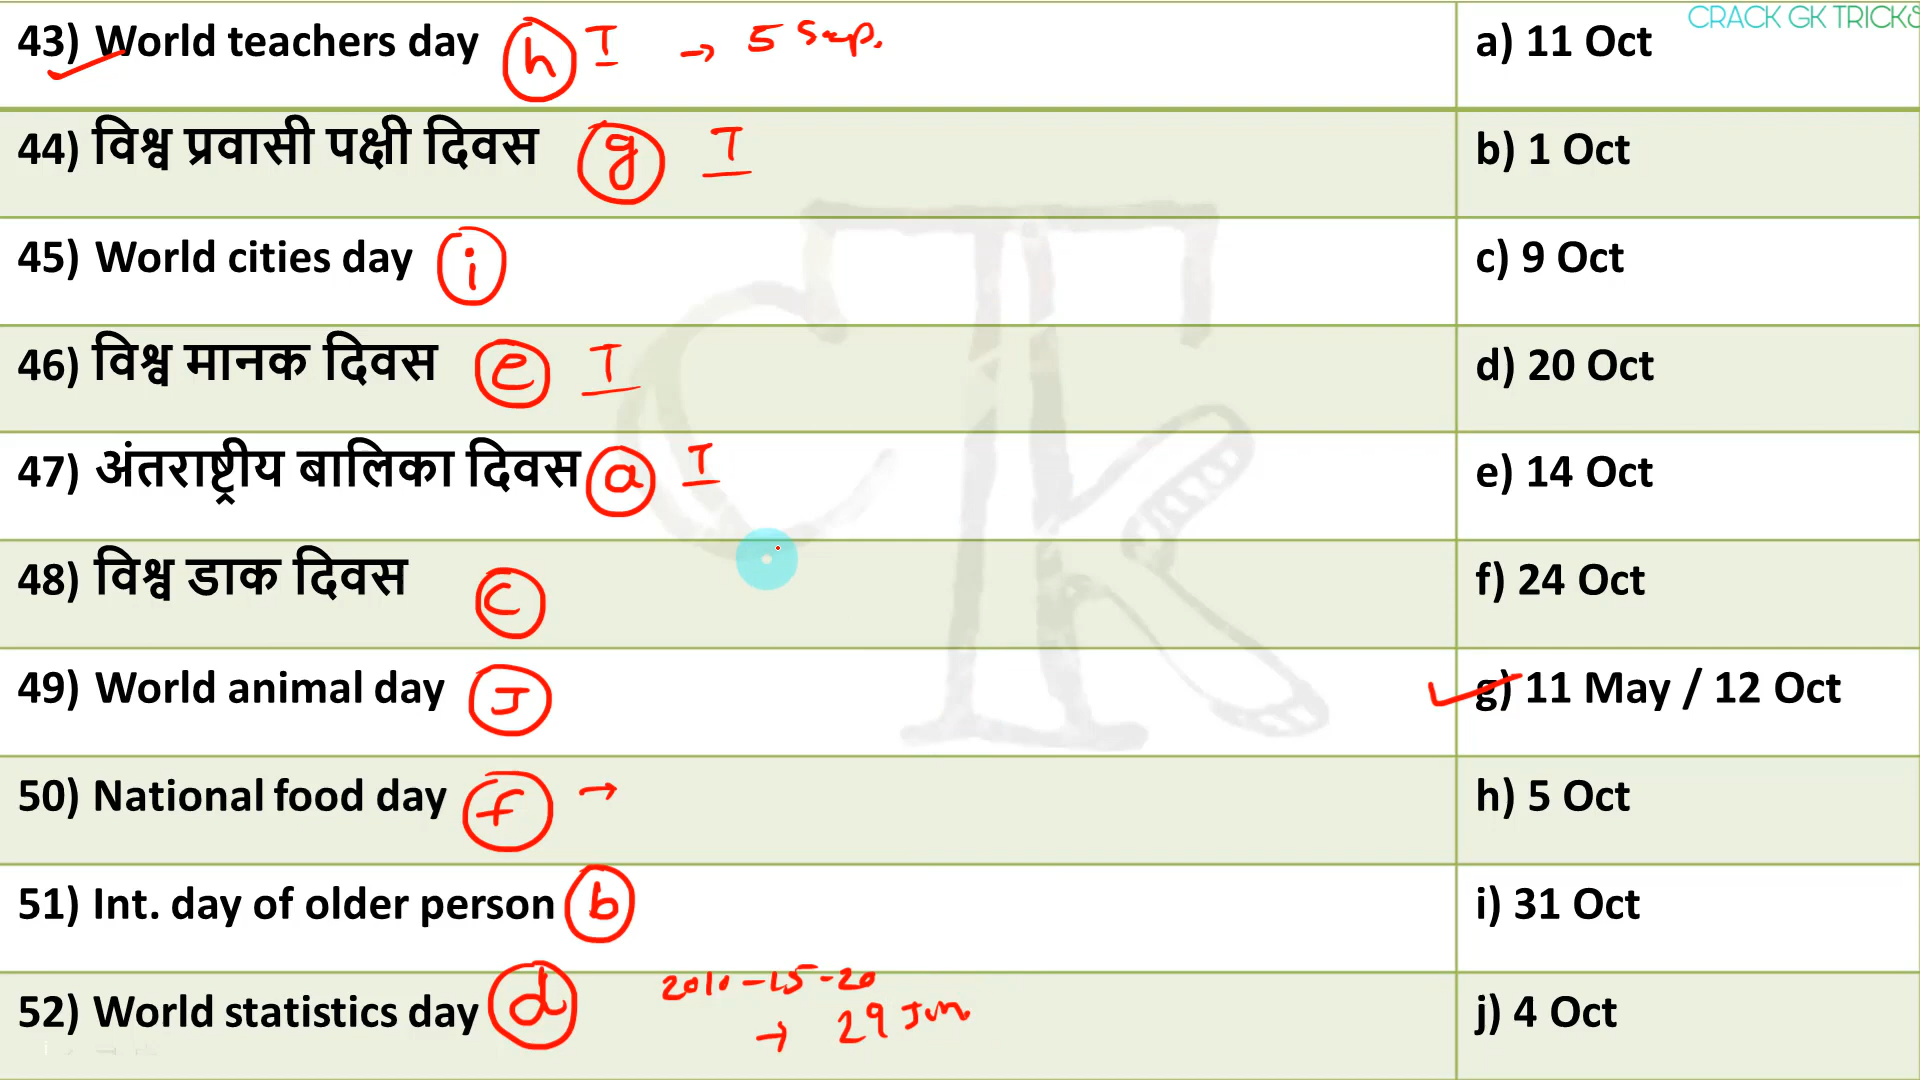 CRACK GK TRICKS
43) World teachers day h T → 5 Sep. a) 11 Oct
44) विश्व प्रवासी पक्षी दिवस g T b) 1 Oct
45) World cities day i c) 9 Oct
46) विश्व मानक दिवस e T d) 20 Oct
47) अंतराष्ट्रीय बालिका दिवस a T e) 14 Oct
48) विश्व डाक दिवस c f) 24 Oct
49) World animal day J g) 11 May / 12 Oct
50) National food day f → h) 5 Oct
51) Int. day of older person b i) 31 Oct
52) World statistics day d 2010-15-20 j) 4 Oct
→ 29 Jun